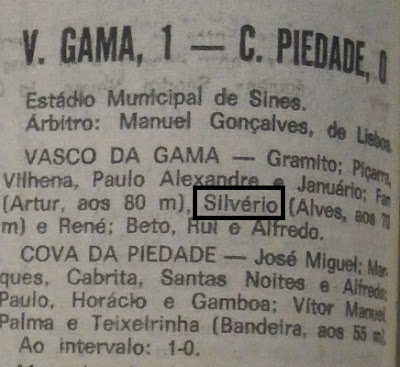 V. GAMA, 1 — C. PIEDADE, 0
Estádio Municipal de Sines.
Árbitro: Manuel Gonçalves, de Lisboa.
VASCO DA GAMA — Gramito; Piçarra,
Vilhena, Paulo Alexandre e Januário; Fan
(Artur, aos 80 m), Silvério (Alves, aos 70
m) e René; Beto, Rui e Alfredo.
COVA DA PIEDADE — José Miguel; Mar-
ques, Cabrita, Santas Noites e Alfredo;
Paulo, Horácio e Gamboa; Vítor Manuel,
Palma e Teixeirinha (Bandeira, aos 55 m).
Ao intervalo: 1-0.